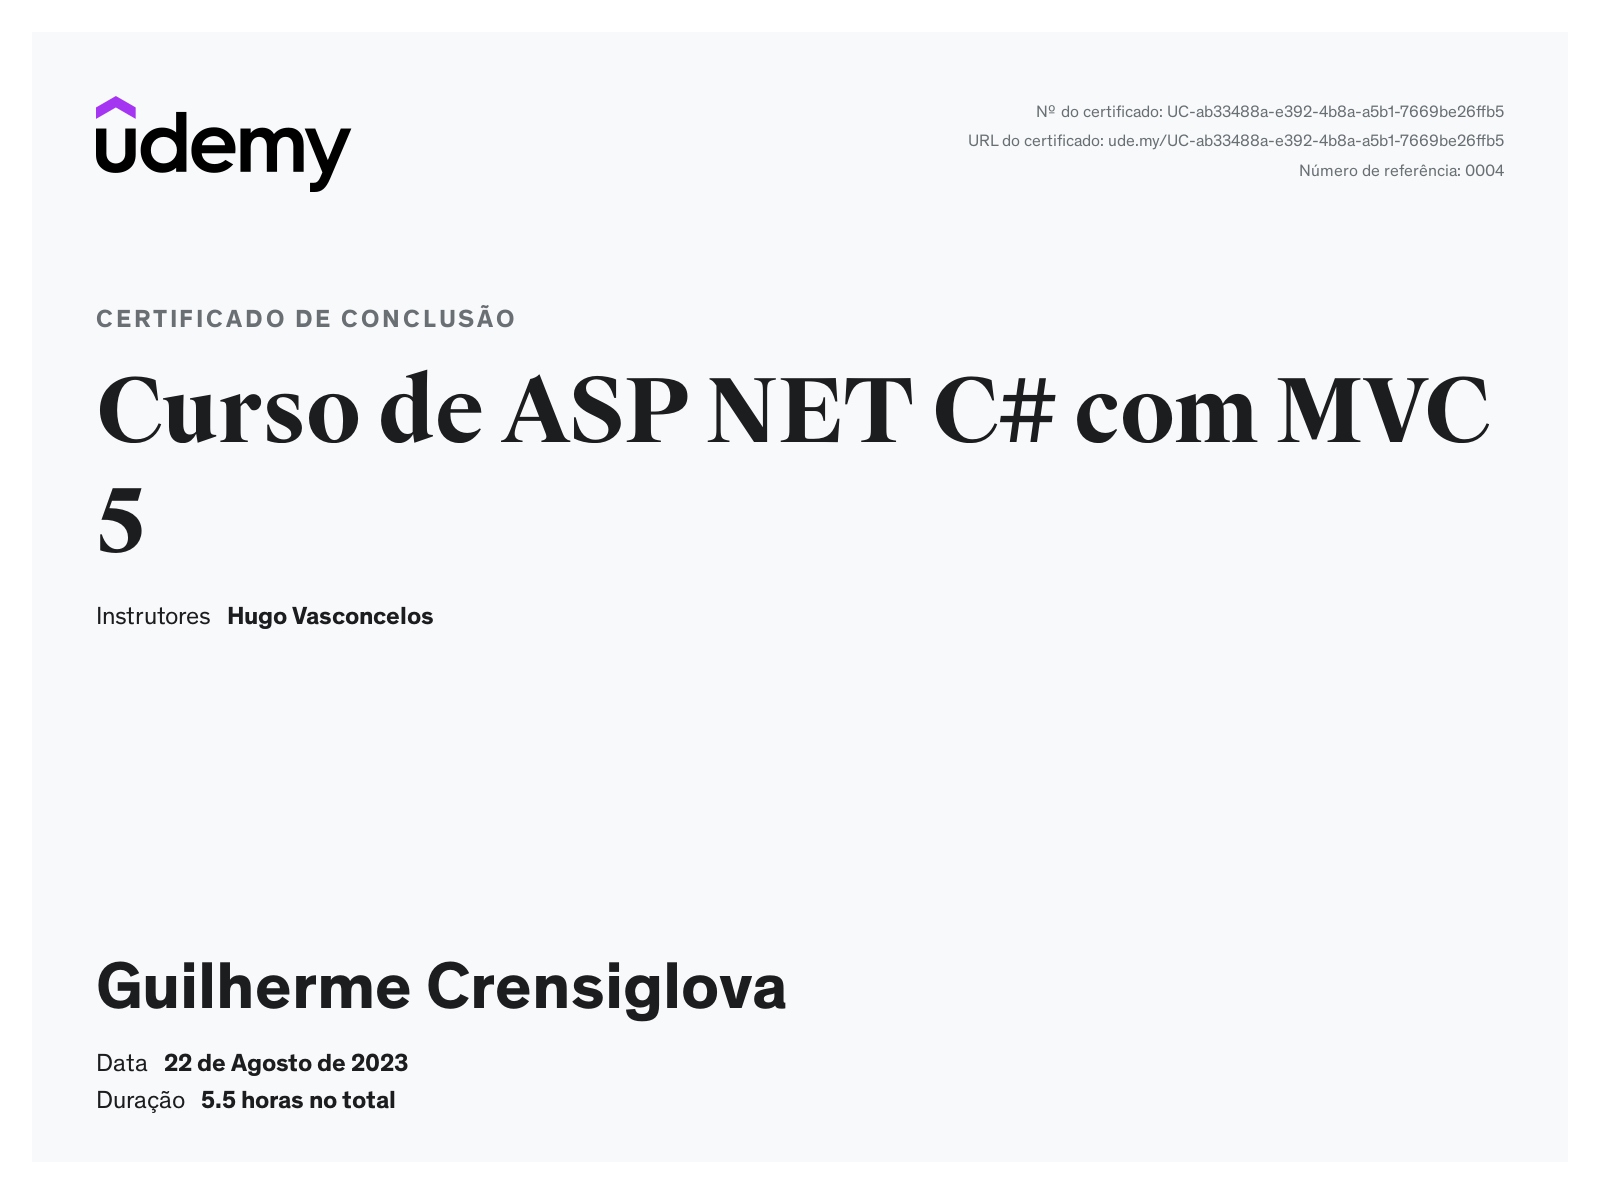 udemy
Nº do certificado: UC-ab33488a-e392-4b8a-a5b1-7669be26ffb5
URL do certificado: ude.my/UC-ab33488a-e392-4b8a-a5b1-7669be26ffb5
Número de referência: 0004
CERTIFICADO DE CONCLUSÃO
Curso de ASP NET C# com MVC
5
Instrutores Hugo Vasconcelos
Guilherme Crensiglova
Data 22 de Agosto de 2023
Duração 5.5 horas no total